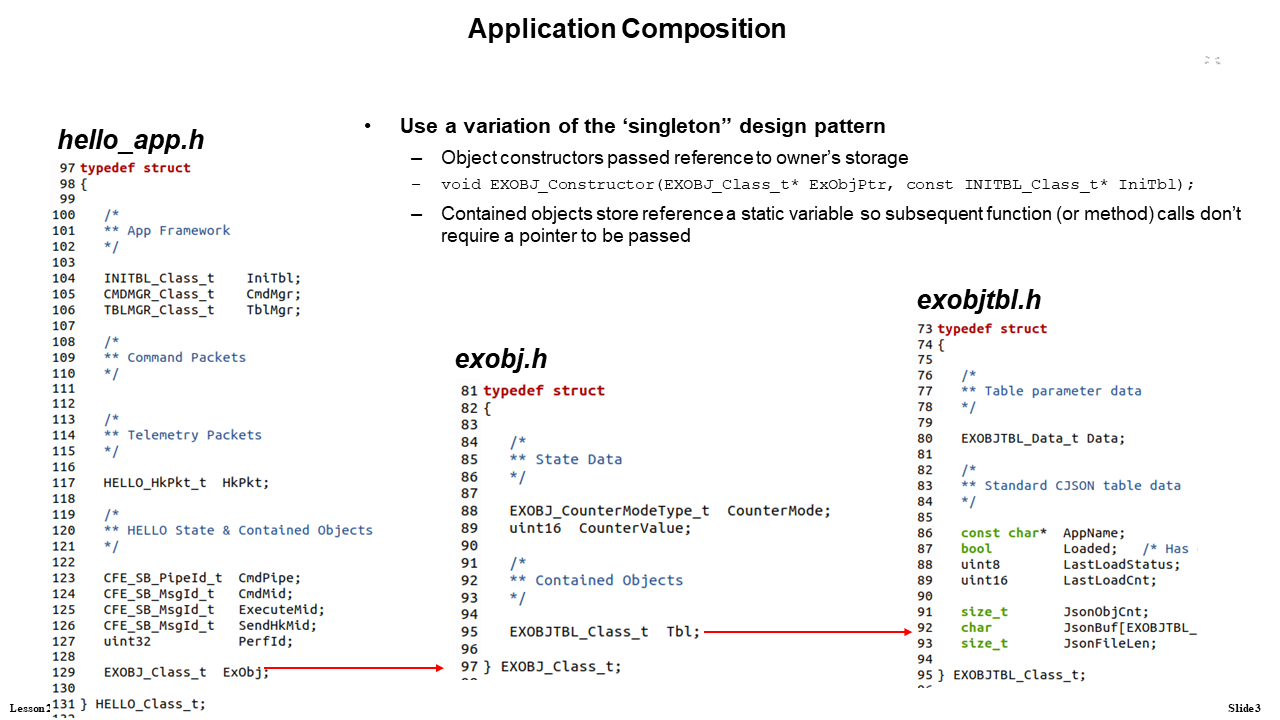 Application Composition
• Use a variation of the ‘singleton” design pattern
– Object constructors passed reference to owner’s storage
– void EXOBJ_Constructor(EXOBJ_Class_t* ExObjPtr, const INITBL_Class_t* IniTbl);
– Contained objects store reference a static variable so subsequent function (or method) calls don’t
require a pointer to be passed
hello_app.h
97 typedef struct
98 {
99
100 /*
101 ** App Framework
102 */
103
104 INITBL_Class_t IniTbl;
105 CMDMGR_Class_t CmdMgr;
106 TBLMGR_Class_t TblMgr;
107
108 /*
109 ** Command Packets
110 */
111
112
113 /*
114 ** Telemetry Packets
115 */
116
117 HELLO_HkPkt_t HkPkt;
118
119 /*
120 ** HELLO State & Contained Objects
121 */
122
123 CFE_SB_PipeId_t CmdPipe;
124 CFE_SB_MsgId_t CmdMid;
125 CFE_SB_MsgId_t ExecuteMid;
126 CFE_SB_MsgId_t SendHkMid;
127 uint32 PerfId;
128
129 EXOBJ_Class_t ExObj;
130
131 } HELLO_Class_t;
exobj.h
81 typedef struct
82 {
83
84 /*
85 ** State Data
86 */
87
88 EXOBJ_CounterModeType_t CounterMode;
89 uint16 CounterValue;
90
91 /*
92 ** Contained Objects
93 */
94
95 EXOBJTBL_Class_t Tbl;
96
97 } EXOBJ_Class_t;
exobjtbl.h
73 typedef struct
74 {
75
76 /*
77 ** Table parameter data
78 */
79
80 EXOBJTBL_Data_t Data;
81
82 /*
83 ** Standard CJSON table data
84 */
85
86 const char* AppName;
87 bool Loaded; /* Has
88 uint8 LastLoadStatus;
89 uint16 LastLoadCnt;
90
91 size_t JsonObjCnt;
92 char JsonBuf[EXOBJTBL_
93 size_t JsonFileLen;
94
95 } EXOBJTBL_Class_t;
Lesson 2
Slide 3